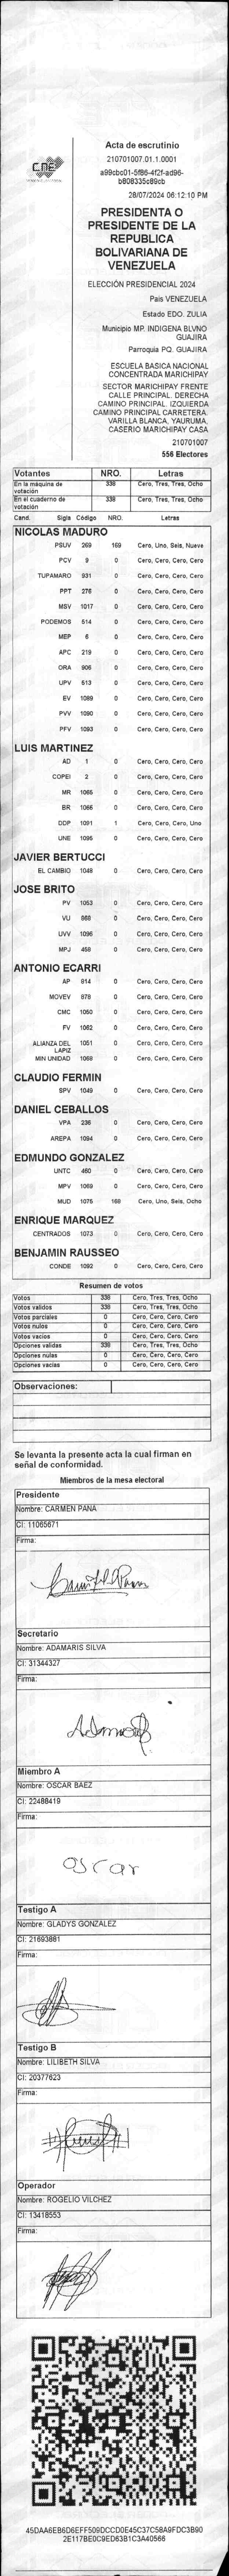 CNE
Acta de escrutinio
210701007.01.1.0001
a99cbc01-5f86-4f2f-ad96-
b808335c89cb
28/07/2024 06:12:10 PM
PRESIDENTA O
PRESIDENTE DE LA
REPUBLICA
BOLIVARIANA DE
VENEZUELA
ELECCIÓN PRESIDENCIAL 2024
País VENEZUELA
Estado EDO. ZULIA
Municipio MP. INDIGENA BLVNO
GUAJIRA
Parroquia PQ. GUAJIRA
ESCUELA BASICA NACIONAL
CONCENTRADA MARICHIPAY
SECTOR MARICHIPAY FRENTE
CALLE PRINCIPAL. DERECHA
CAMINO PRINCIPAL. IZQUIERDA
CAMINO PRINCIPAL CARRETERA.
VARILLA BLANCA, YAURUMA,
CASERIO MARICHIPAY CASA
210701007
556 Electores
Votantes NRO. Letras
En la máquina de votación 338 Cero, Tres, Tres, Ocho
En el cuaderno de votación 338 Cero, Tres, Tres, Ocho
Cand. Sigla Código NRO. Letras
NICOLAS MADURO
PSUV 269 169 Cero, Uno, Seis, Nueve
PCV 9 0 Cero, Cero, Cero, Cero
TUPAMARO 931 0 Cero, Cero, Cero, Cero
PPT 276 0 Cero, Cero, Cero, Cero
MSV 1017 0 Cero, Cero, Cero, Cero
PODEMOS 514 0 Cero, Cero, Cero, Cero
MEP 6 0 Cero, Cero, Cero, Cero
APC 219 0 Cero, Cero, Cero, Cero
ORA 906 0 Cero, Cero, Cero, Cero
UPV 513 0 Cero, Cero, Cero, Cero
EV 1089 0 Cero, Cero, Cero, Cero
PVV 1090 0 Cero, Cero, Cero, Cero
PFV 1093 0 Cero, Cero, Cero, Cero
LUIS MARTINEZ
AD 1 0 Cero, Cero, Cero, Cero
COPEI 2 0 Cero, Cero, Cero, Cero
MR 1065 0 Cero, Cero, Cero, Cero
BR 1066 0 Cero, Cero, Cero, Cero
DDP 1091 1 Cero, Cero, Cero, Uno
UNE 1095 0 Cero, Cero, Cero, Cero
JAVIER BERTUCCI
EL CAMBIO 1048 0 Cero, Cero, Cero, Cero
JOSE BRITO
PV 1053 0 Cero, Cero, Cero, Cero
VU 868 0 Cero, Cero, Cero, Cero
UVV 1096 0 Cero, Cero, Cero, Cero
MPJ 458 0 Cero, Cero, Cero, Cero
ANTONIO ECARRI
AP 814 0 Cero, Cero, Cero, Cero
MOVEV 878 0 Cero, Cero, Cero, Cero
CMC 1050 0 Cero, Cero, Cero, Cero
FV 1062 0 Cero, Cero, Cero, Cero
ALIANZA DEL LAPIZ 1051 0 Cero, Cero, Cero, Cero
MIN UNIDAD 1068 0 Cero, Cero, Cero, Cero
CLAUDIO FERMIN
SPV 1049 0 Cero, Cero, Cero, Cero
DANIEL CEBALLOS
VPA 236 0 Cero, Cero, Cero, Cero
AREPA 1094 0 Cero, Cero, Cero, Cero
EDMUNDO GONZALEZ
UNTC 460 0 Cero, Cero, Cero, Cero
MPV 1069 0 Cero, Cero, Cero, Cero
MUD 1075 168 Cero, Uno, Seis, Ocho
ENRIQUE MARQUEZ
CENTRADOS 1073 0 Cero, Cero, Cero, Cero
BENJAMIN RAUSSEO
CONDE 1092 0 Cero, Cero, Cero, Cero
Resumen de votos
Votos 338 Cero, Tres, Tres, Ocho
Votos validos 338 Cero, Tres, Tres, Ocho
Votos parciales 0 Cero, Cero, Cero, Cero
Votos nulos 0 Cero, Cero, Cero, Cero
Votos vacios 0 Cero, Cero, Cero, Cero
Opciones validas 338 Cero, Tres, Tres, Ocho
Opciones nulas 0 Cero, Cero, Cero, Cero
Opciones vacias 0 Cero, Cero, Cero, Cero
Observaciones:
Se levanta la presente acta la cual firman en
señal de conformidad.
Miembros de la mesa electoral
Presidente
Nombre: CARMEN PANA
CI: 11065671
Firma:
Secretario
Nombre: ADAMARIS SILVA
CI: 31344327
Firma:
Miembro A
Nombre: OSCAR BAEZ
CI: 22488419
Firma:
oscar
Testigo A
Nombre: GLADYS GONZALEZ
CI: 21693881
Firma:
Testigo B
Nombre: LILIBETH SILVA
CI: 20377623
Firma:
Operador
Nombre: ROGELIO VILCHEZ
CI: 13418553
Firma:
45DAA6EB6D6EFF509DCCD0E45C37C58A9FDC3B90
2E117BE0C9ED63B1C3A40566